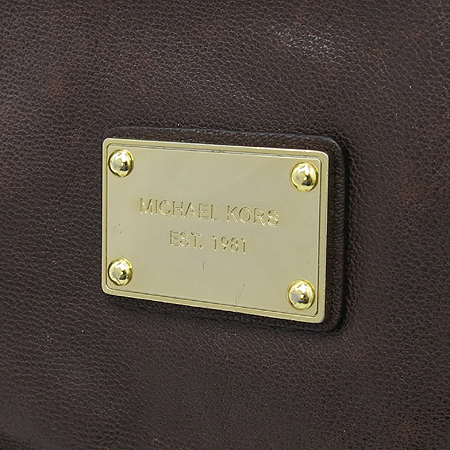 MICHAEL KORS
EST. 1981